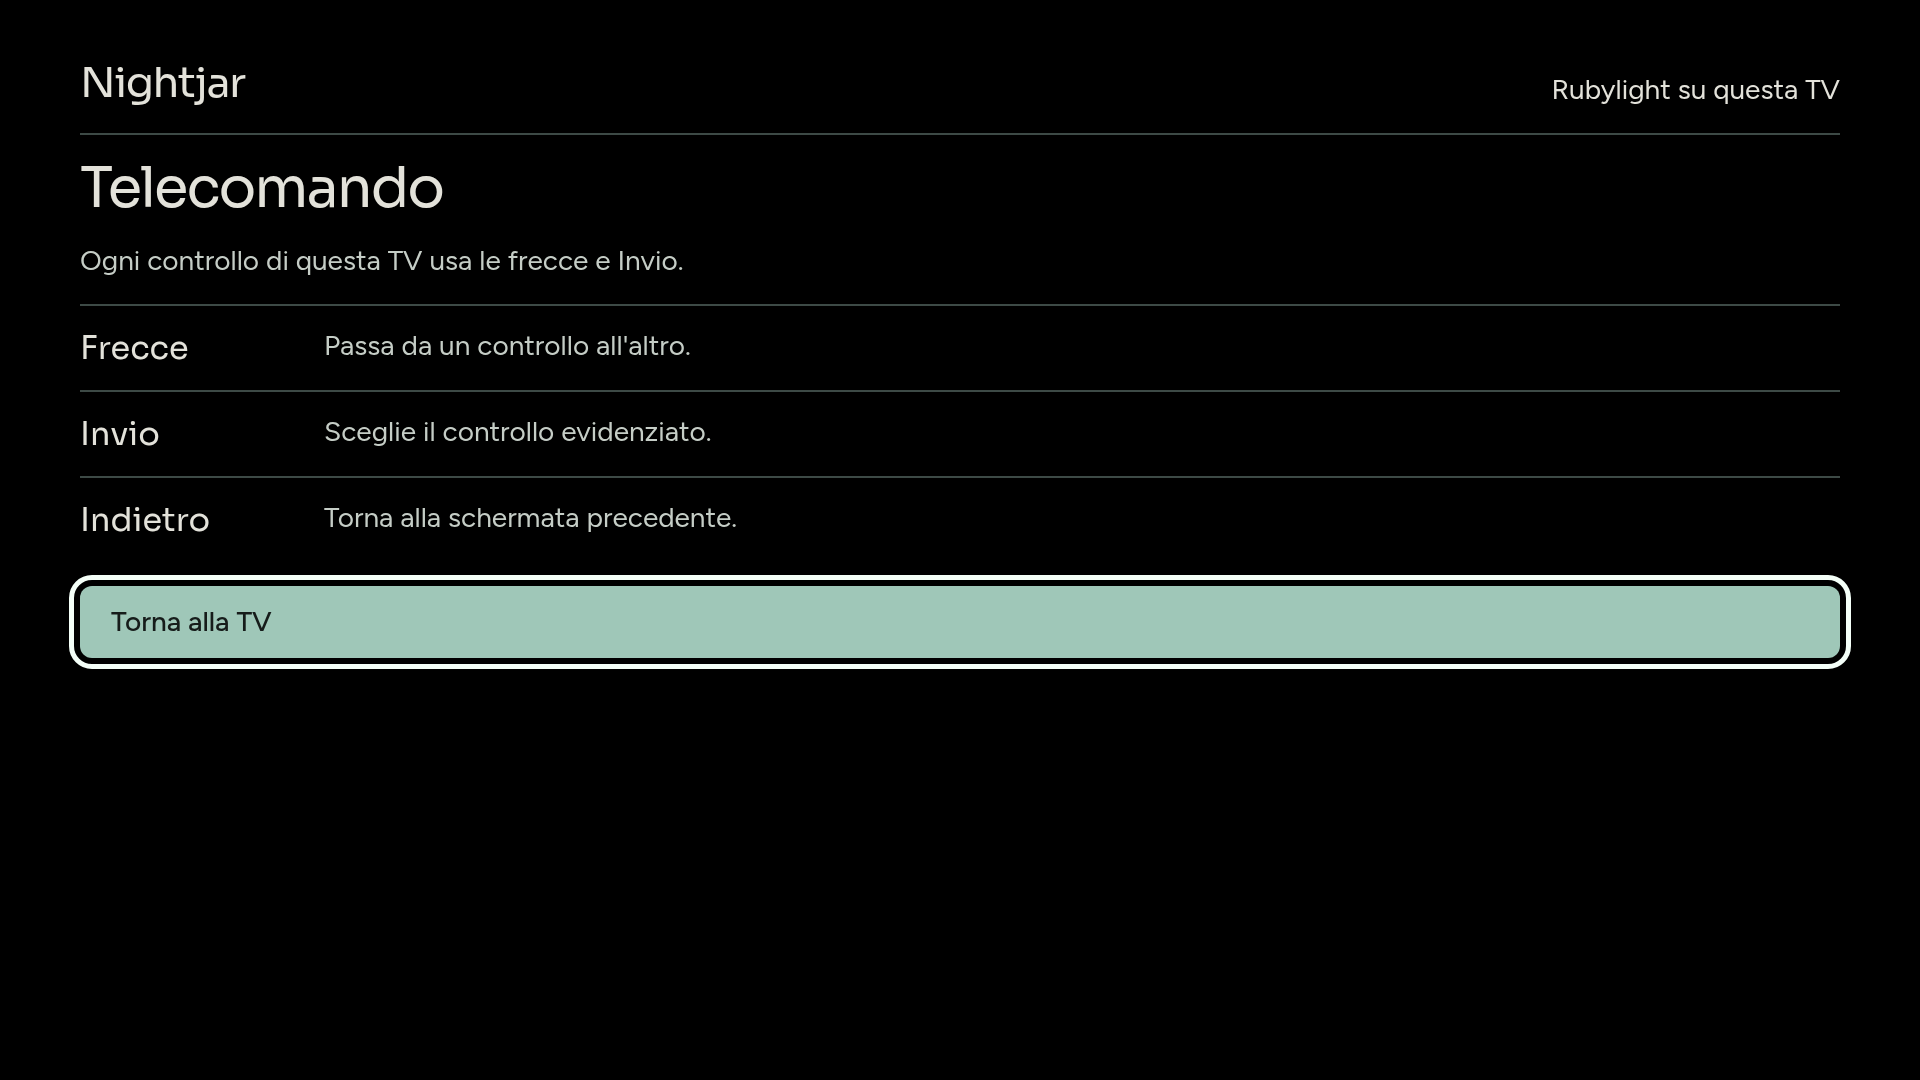 Nightjar
Rubylight su questa TV
Telecomando
Ogni controllo di questa TV usa le frecce e Invio.
Frecce
Passa da un controllo all'altro.
Invio
Sceglie il controllo evidenziato.
Indietro
Torna alla schermata precedente.
Torna alla TV